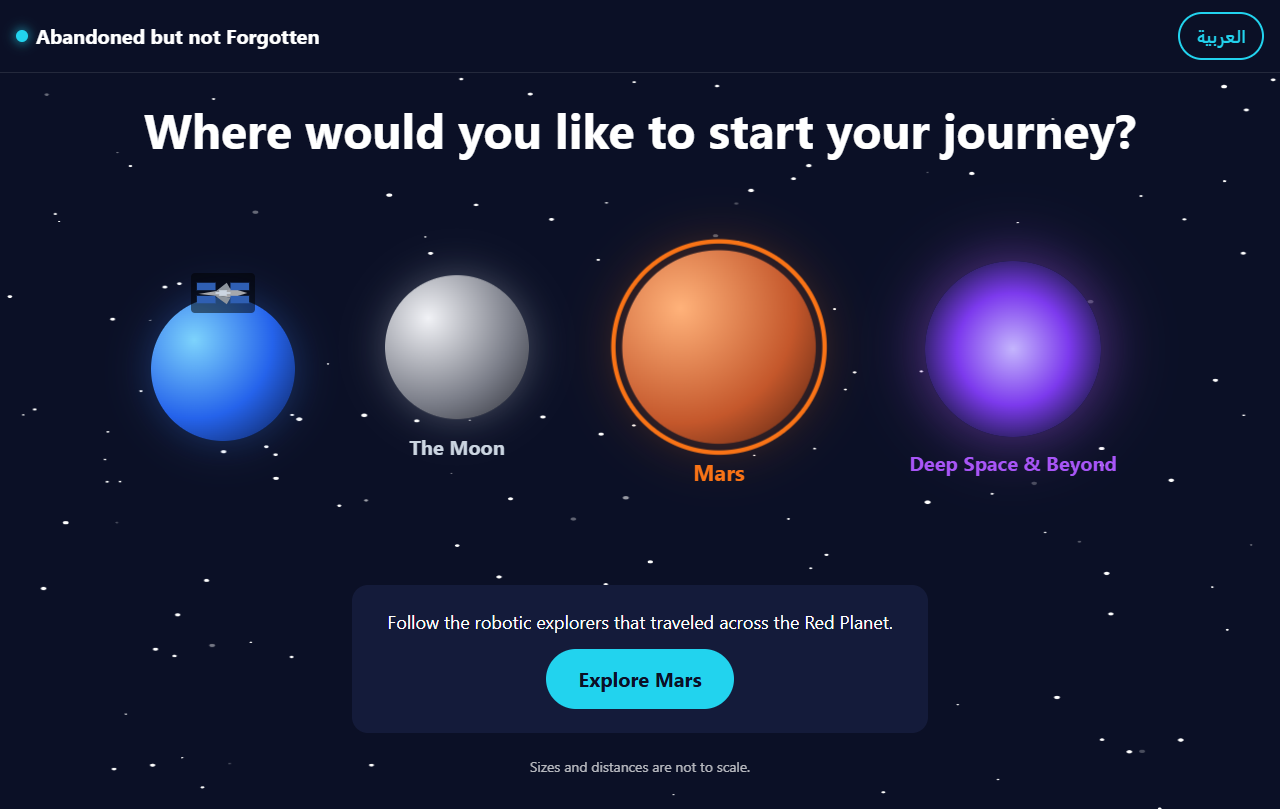 Abandoned but not Forgotten
العربية
Where would you like to start your journey?
The Moon
Mars
Deep Space & Beyond
Follow the robotic explorers that traveled across the Red Planet.
Explore Mars
Sizes and distances are not to scale.